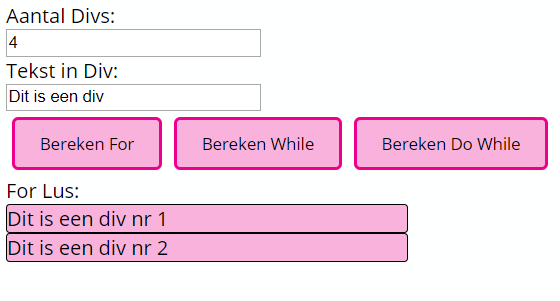 Aantal Divs:
4
Tekst in Div:
Dit is een div
Bereken For Bereken While Bereken Do While
For Lus:
Dit is een div nr 1
Dit is een div nr 2